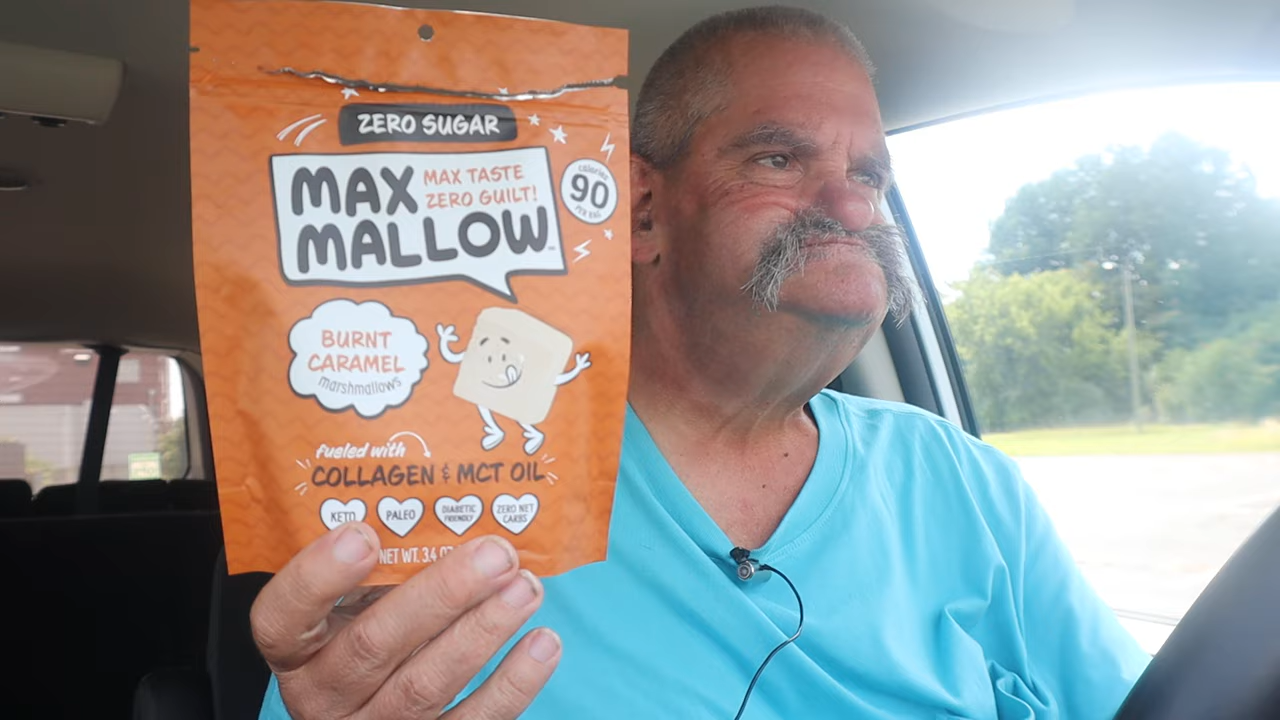 ZERO SUGAR
MAX
MAX TASTE
ZERO GUILT!
MALLOW
calories
90
PER BAG
BURNT
CARAMEL
marshmallows
fueled with
COLLAGEN & MCT OIL
KETO
PALEO
DIABETIC
FRIENDLY
ZERO NET
CARBS
NET WT. 3.4 OZ